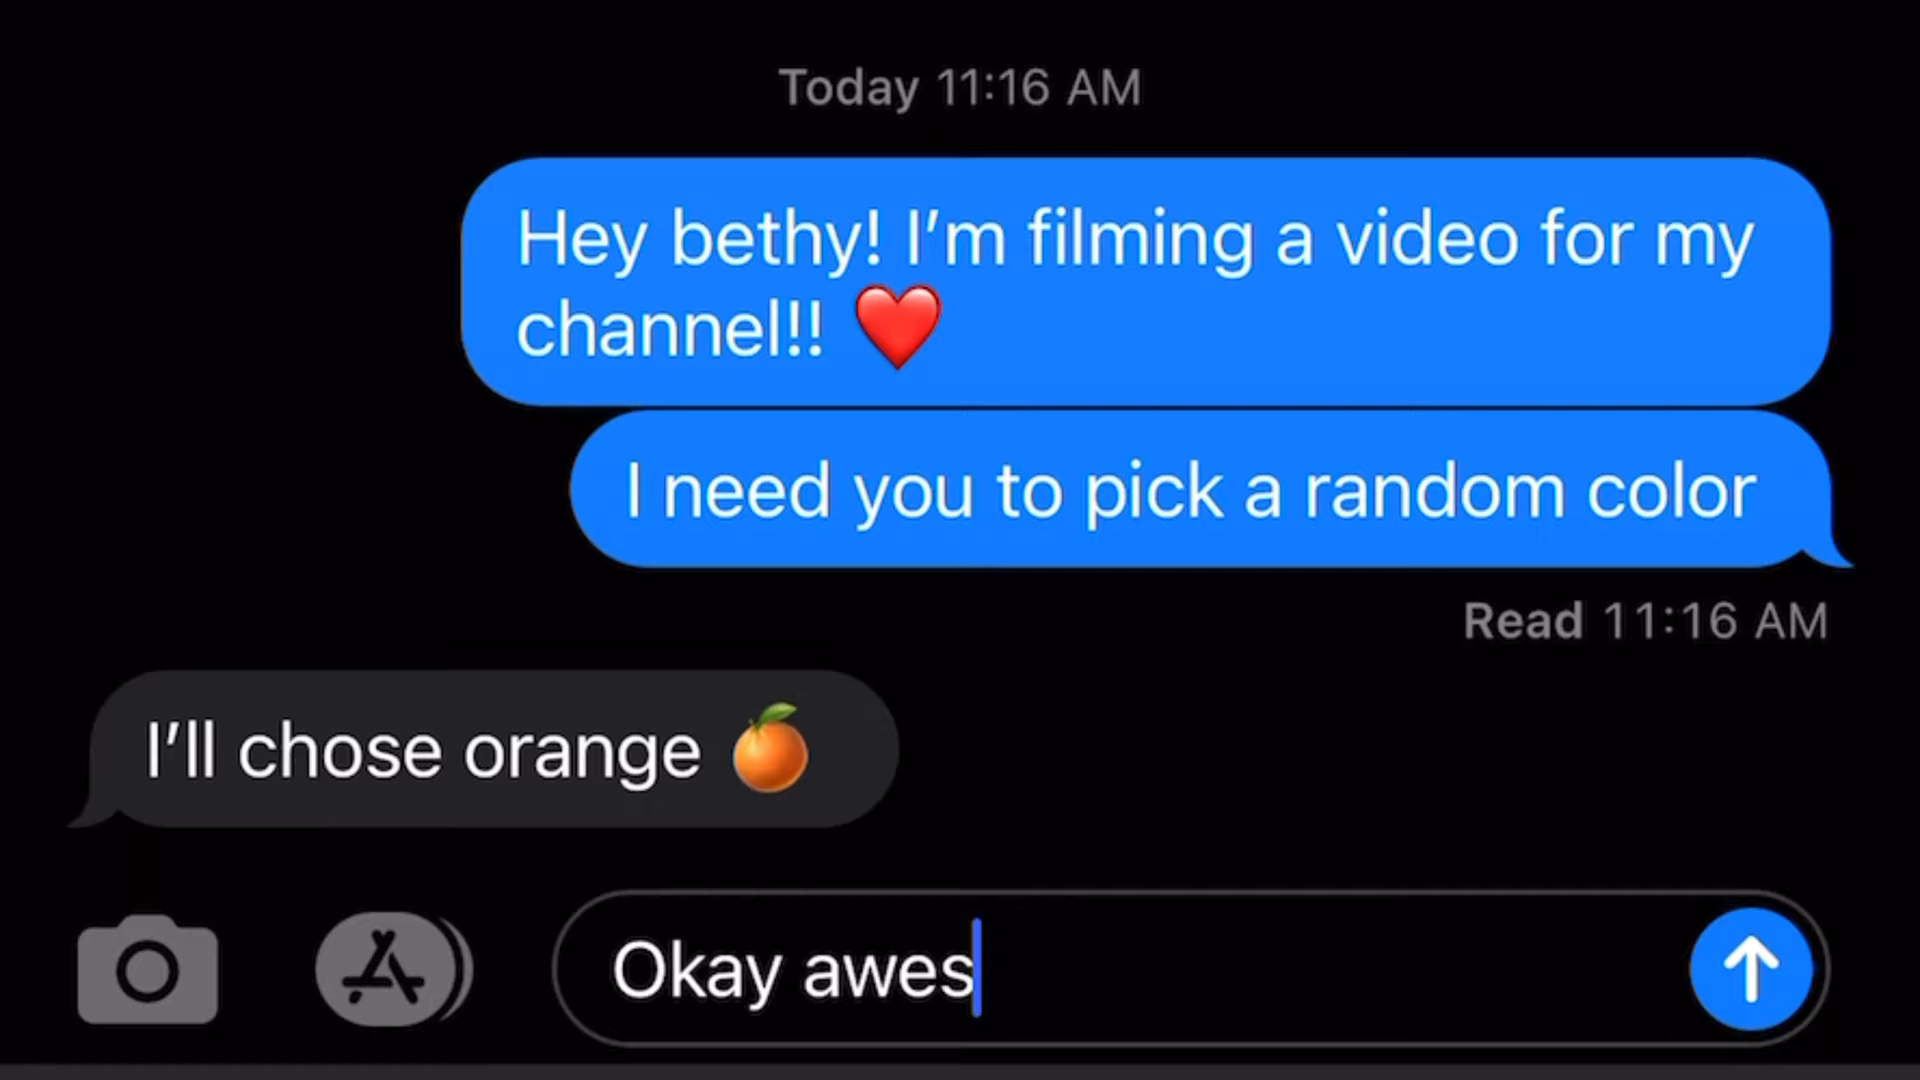 Today 11:16 AM
Hey bethy! I’m filming a video for my
channel!! ❤️
I need you to pick a random color
Read 11:16 AM
I’ll chose orange 🍊
Okay awes